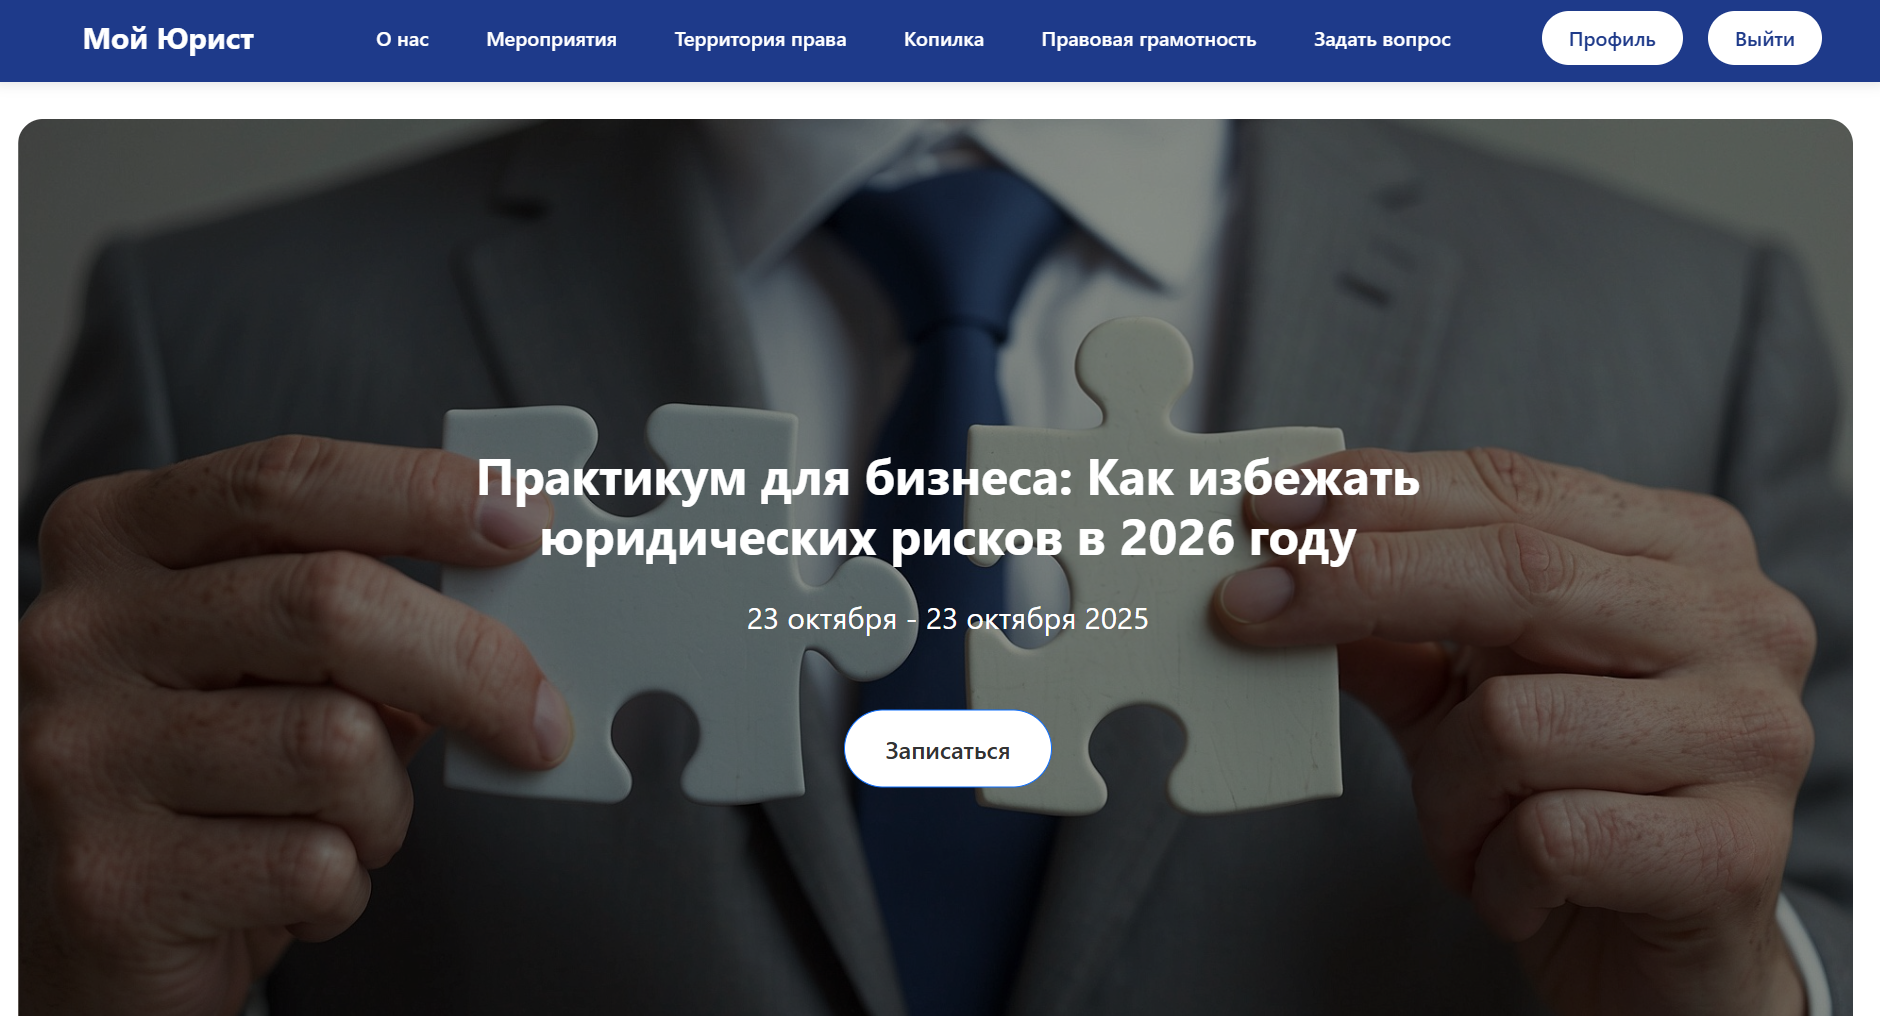 Мой Юрист
О нас
Мероприятия
Территория права
Копилка
Правовая грамотность
Задать вопрос
Профиль
Выйти
Практикум для бизнеса: Как избежать
юридических рисков в 2026 году
23 октября - 23 октября 2025
Записаться